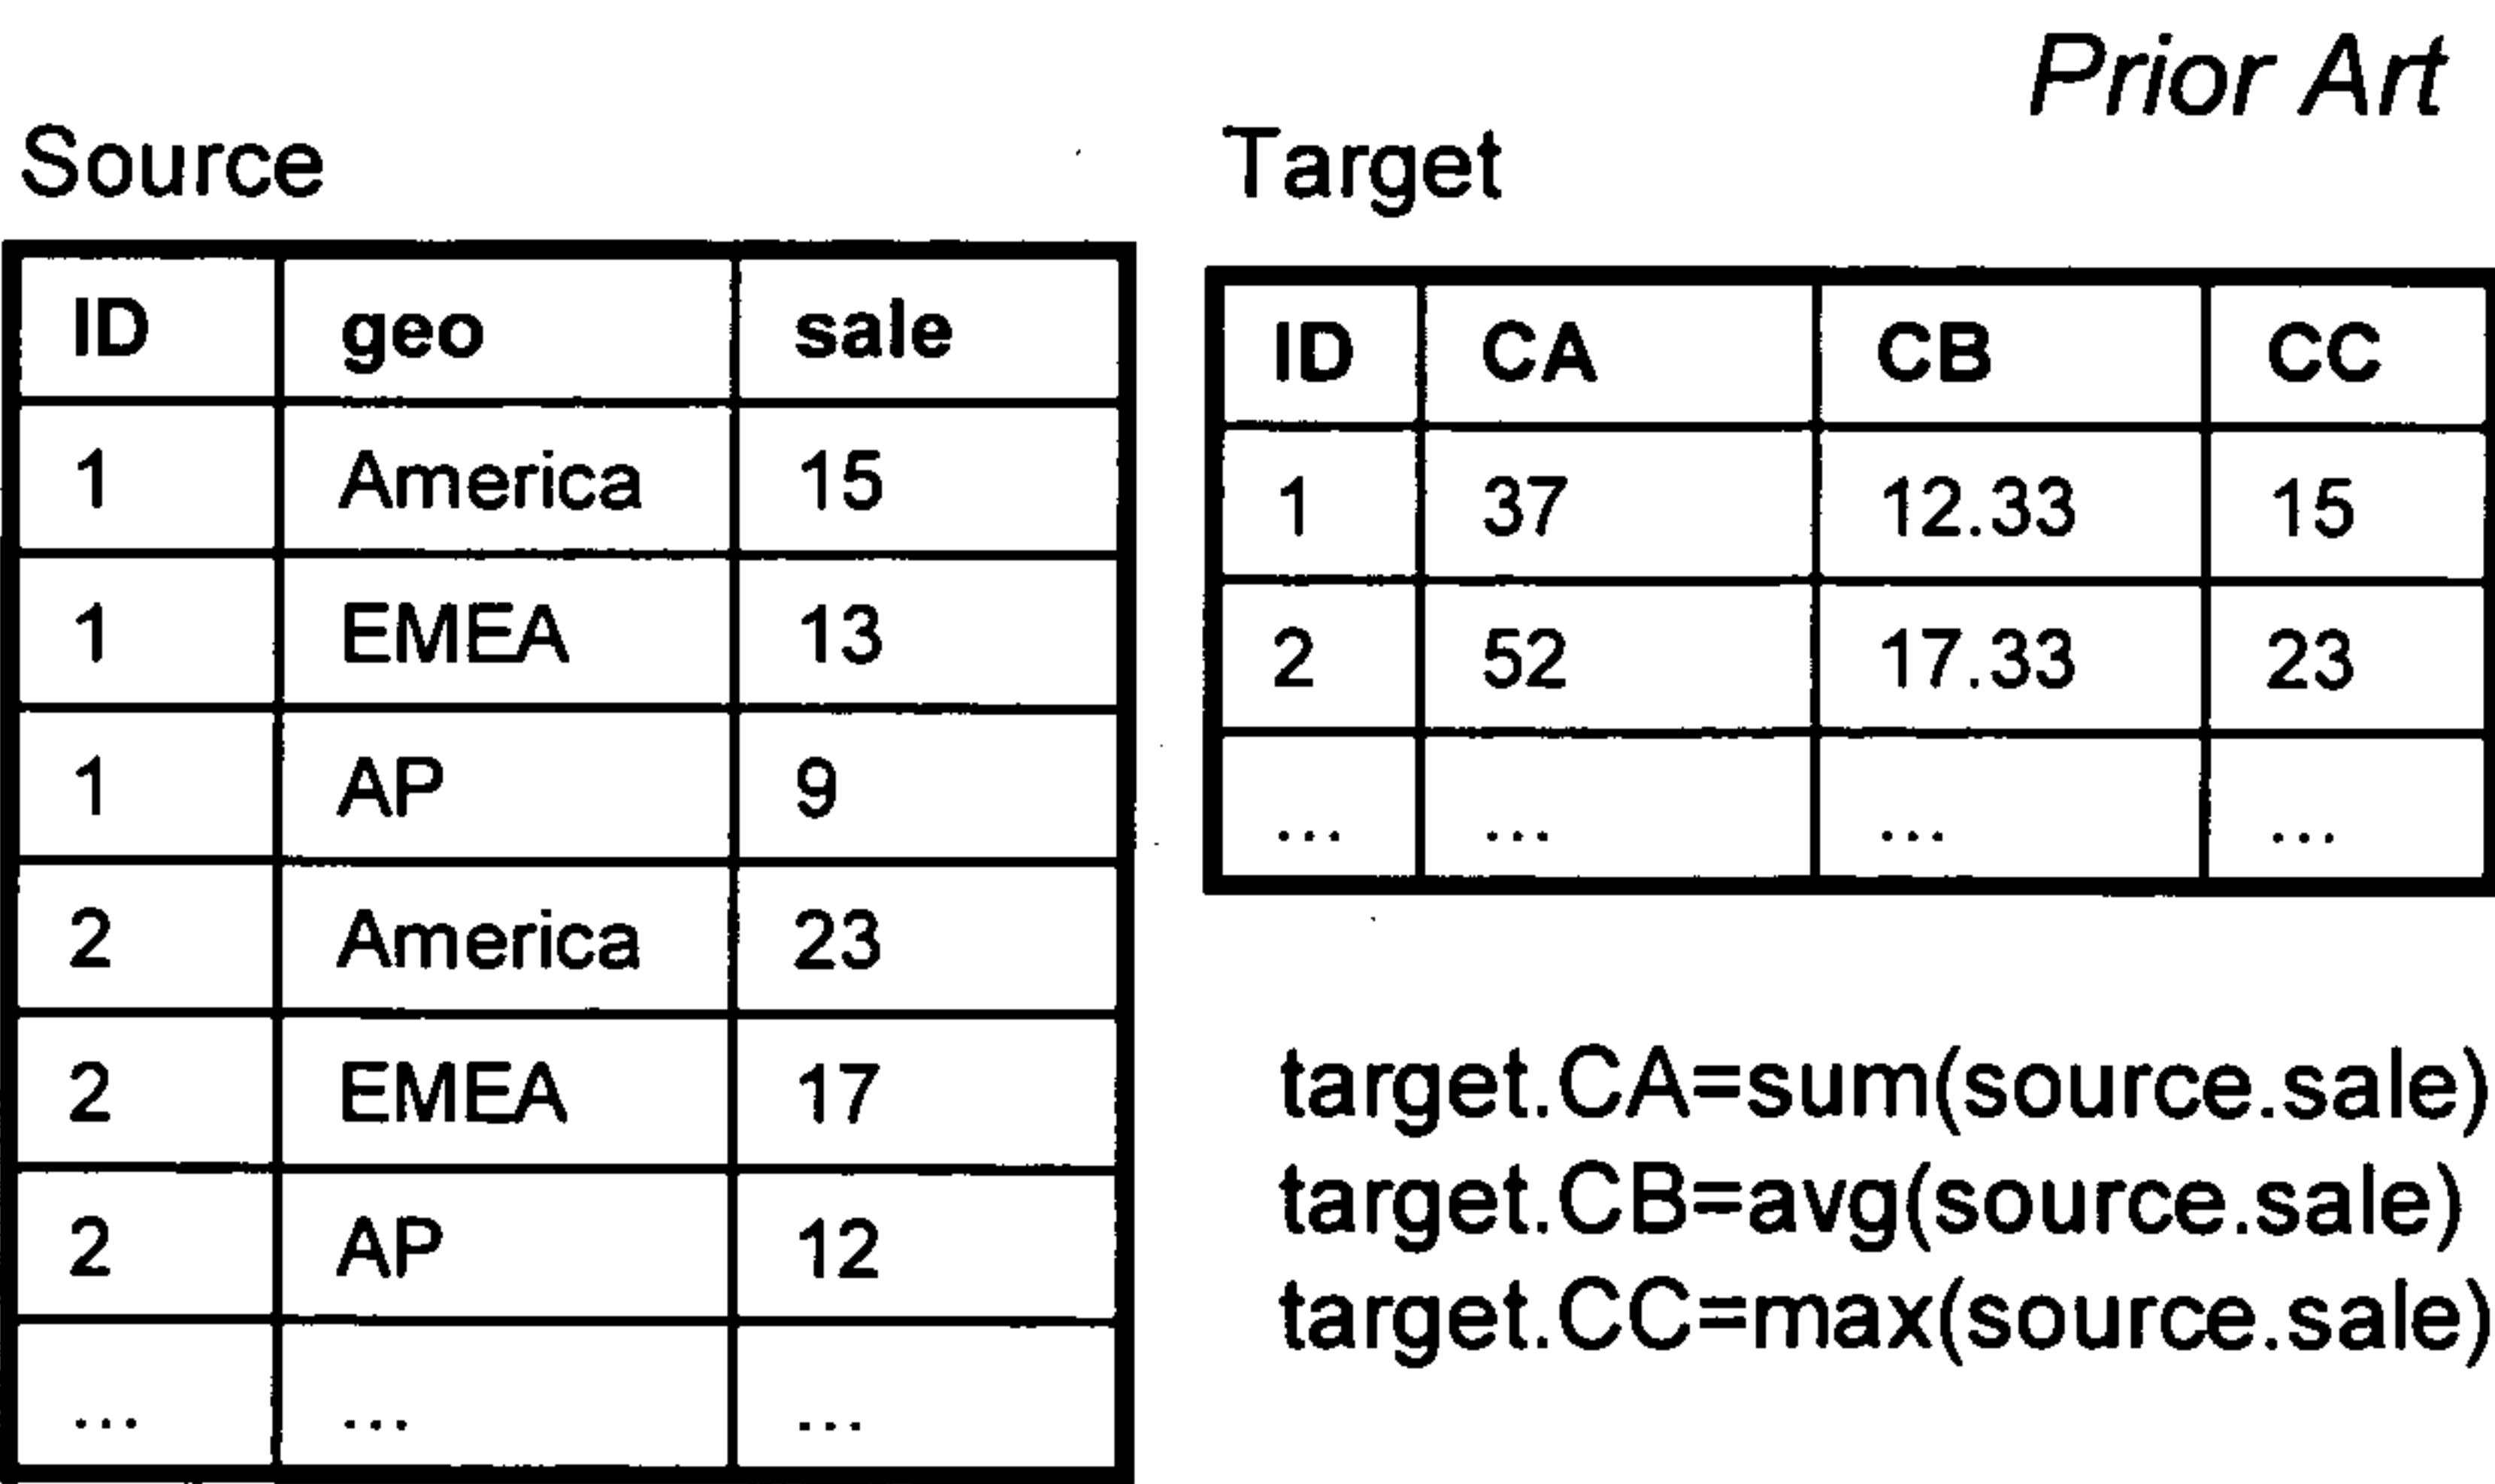 Prior Art
Source
ID geo sale
1 America 15
1 EMEA 13
1 AP 9
2 America 23
2 EMEA 17
2 AP 12
... ... ...
Target
ID CA CB CC
1 37 12.33 15
2 52 17.33 23
... ... ... ...
target.CA=sum(source.sale)
target.CB=avg(source.sale)
target.CC=max(source.sale)